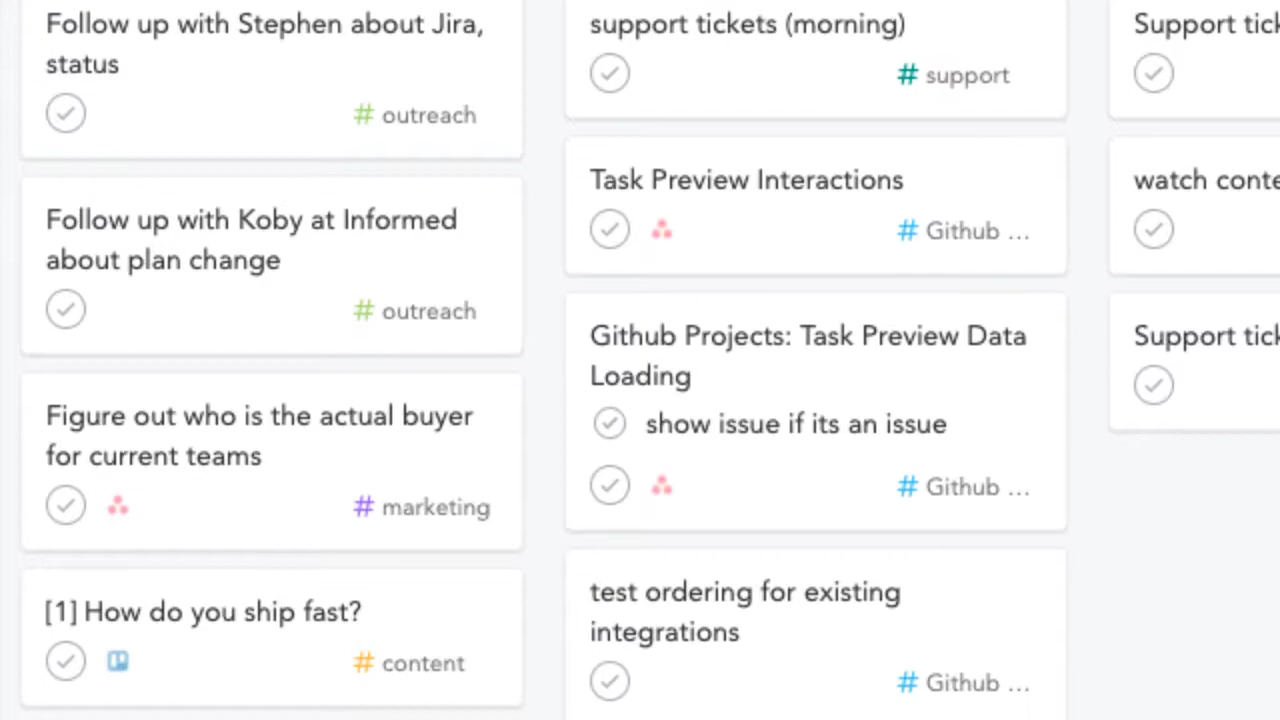 Follow up with Stephen about Jira,
status
# outreach
Follow up with Koby at Informed
about plan change
# outreach
Figure out who is the actual buyer
for current teams
# marketing
[1] How do you ship fast?
# content
support tickets (morning)
# support
Task Preview Interactions
# Github ...
Github Projects: Task Preview Data
Loading
show issue if its an issue
# Github ...
test ordering for existing
integrations
# Github ...
Support
watch
Support